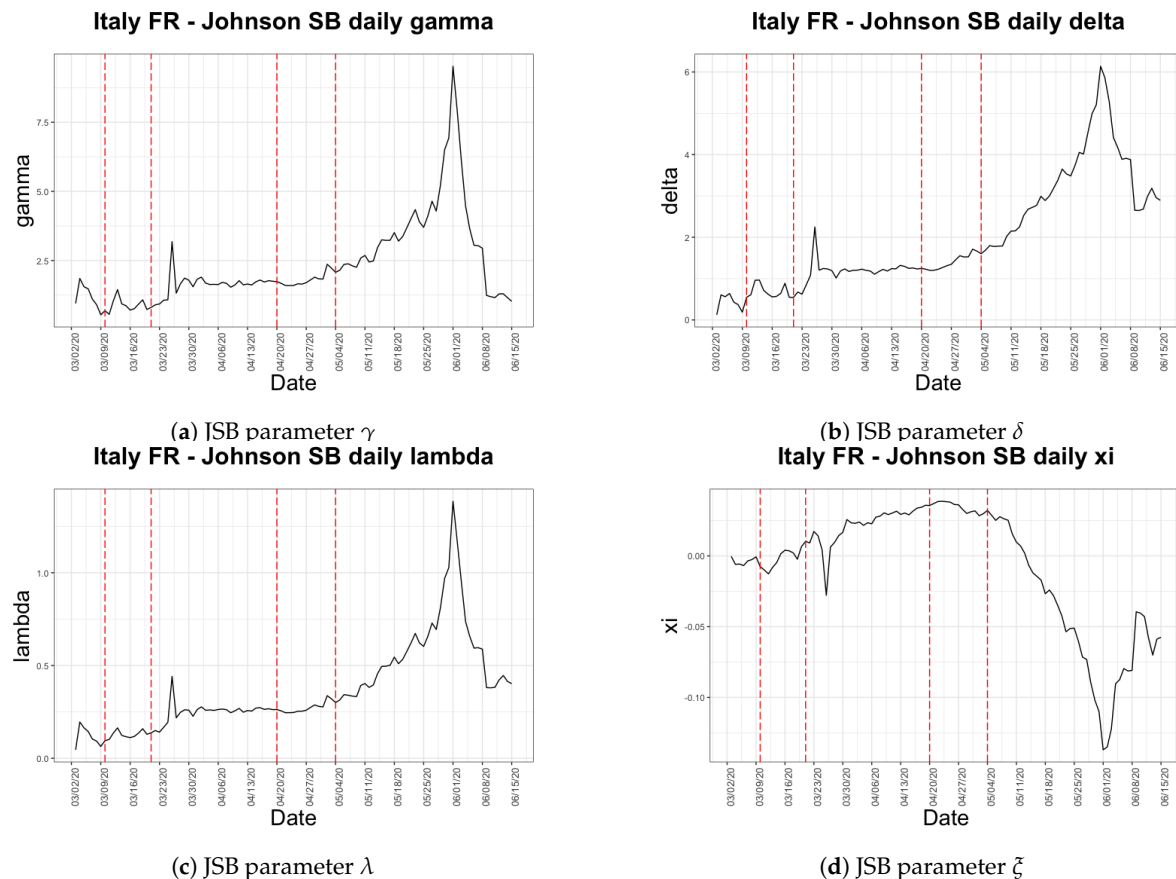 Italy FR - Johnson SB daily gamma
gamma
7.5
5.0
2.5
03/02/20 03/09/20 03/16/20 03/23/20 03/30/20 04/06/20 04/13/20 04/20/20 04/27/20 05/04/20 05/11/20 05/18/20 05/25/20 06/01/20 06/08/20 06/15/20
Date
(a) JSB parameter γ
Italy FR - Johnson SB daily delta
delta
6
4
2
0
03/02/20 03/09/20 03/16/20 03/23/20 03/30/20 04/06/20 04/13/20 04/20/20 04/27/20 05/04/20 05/11/20 05/18/20 05/25/20 06/01/20 06/08/20 06/15/20
Date
(b) JSB parameter δ
Italy FR - Johnson SB daily lambda
lambda
1.0
0.5
0.0
03/02/20 03/09/20 03/16/20 03/23/20 03/30/20 04/06/20 04/13/20 04/20/20 04/27/20 05/04/20 05/11/20 05/18/20 05/25/20 06/01/20 06/08/20 06/15/20
Date
(c) JSB parameter λ
Italy FR - Johnson SB daily xi
xi
0.00
-0.05
-0.10
03/02/20 03/09/20 03/16/20 03/23/20 03/30/20 04/06/20 04/13/20 04/20/20 04/27/20 05/04/20 05/11/20 05/18/20 05/25/20 06/01/20 06/08/20 06/15/20
Date
(d) JSB parameter ξ